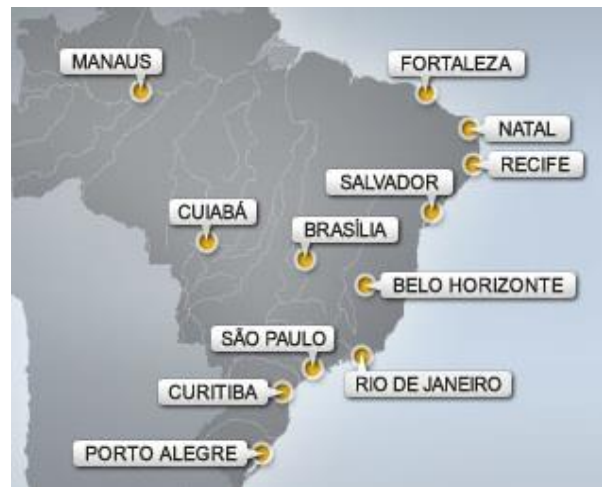 MANAUS
FORTALEZA
NATAL
RECIFE
SALVADOR
CUIABÁ
BRASÍLIA
BELO HORIZONTE
SÃO PAULO
RIO DE JANEIRO
CURITIBA
PORTO ALEGRE